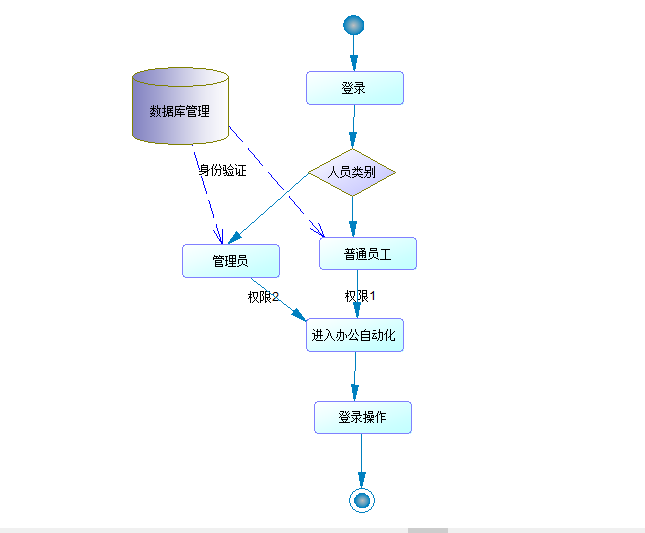 登录
数据库管理
身份验证
人员类别
管理员
普通员工
权限2
权限1
进入办公自动化
登录操作